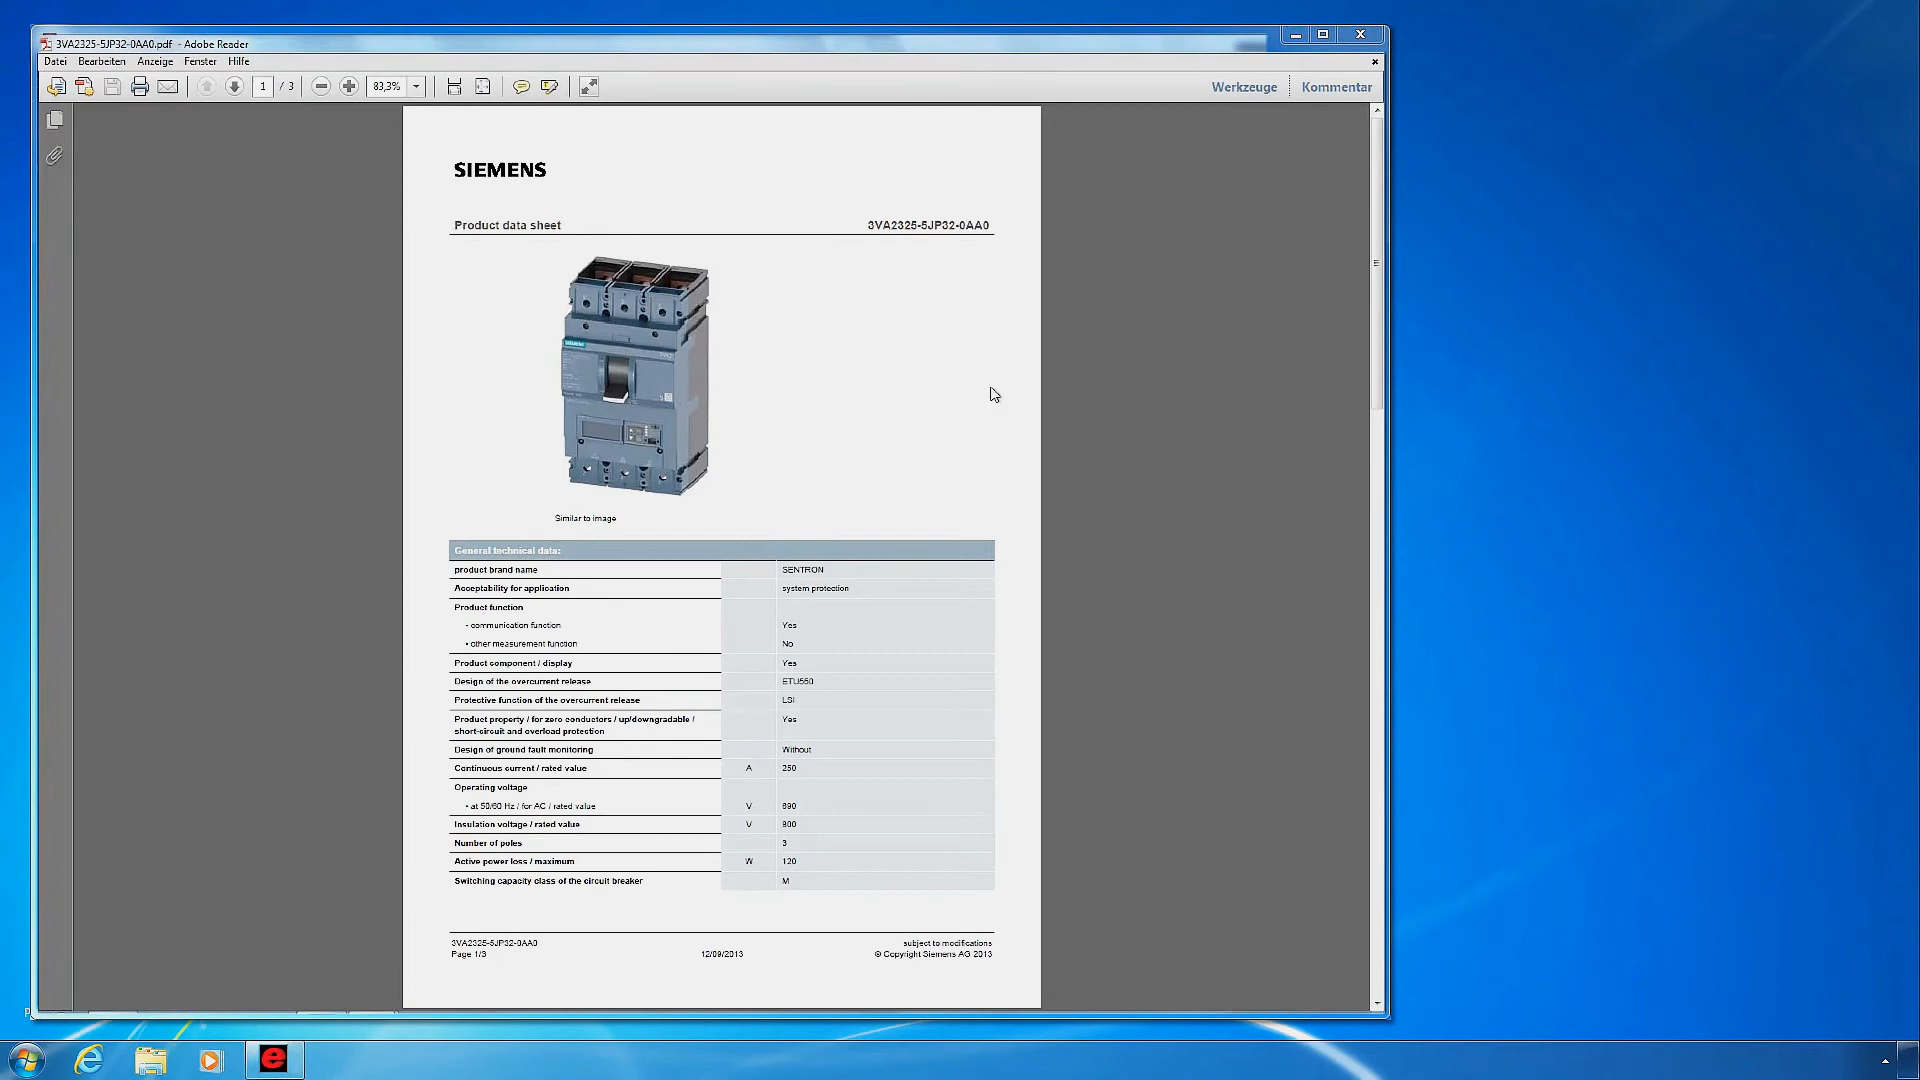 3VA2325-5JP32-0AA0.pdf - Adobe Reader
Datei Bearbeiten Anzeige Fenster Hilfe
1 / 3 83,3% Werkzeuge Kommentar
SIEMENS
Product data sheet 3VA2325-5JP32-0AA0
SIEMENS
Similar to image
General technical data:
product brand name SENTRON
Acceptability for application system protection
Product function
• communication function Yes
• other measurement function No
Product component / display Yes
Design of the overcurrent release ETU550
Protective function of the overcurrent release LSI
Product property / for zero conductors / up/downgradable / Yes
short-circuit and overload protection
Design of ground fault monitoring Without
Continuous current / rated value A 250
Operating voltage
• at 50/60 Hz / for AC / rated value V 690
Insulation voltage / rated value V 800
Number of poles 3
Active power loss / maximum W 120
Switching capacity class of the circuit breaker M
3VA2325-5JP32-0AA0 subject to modifications
Page 1/3 12/09/2013 © Copyright Siemens AG 2013